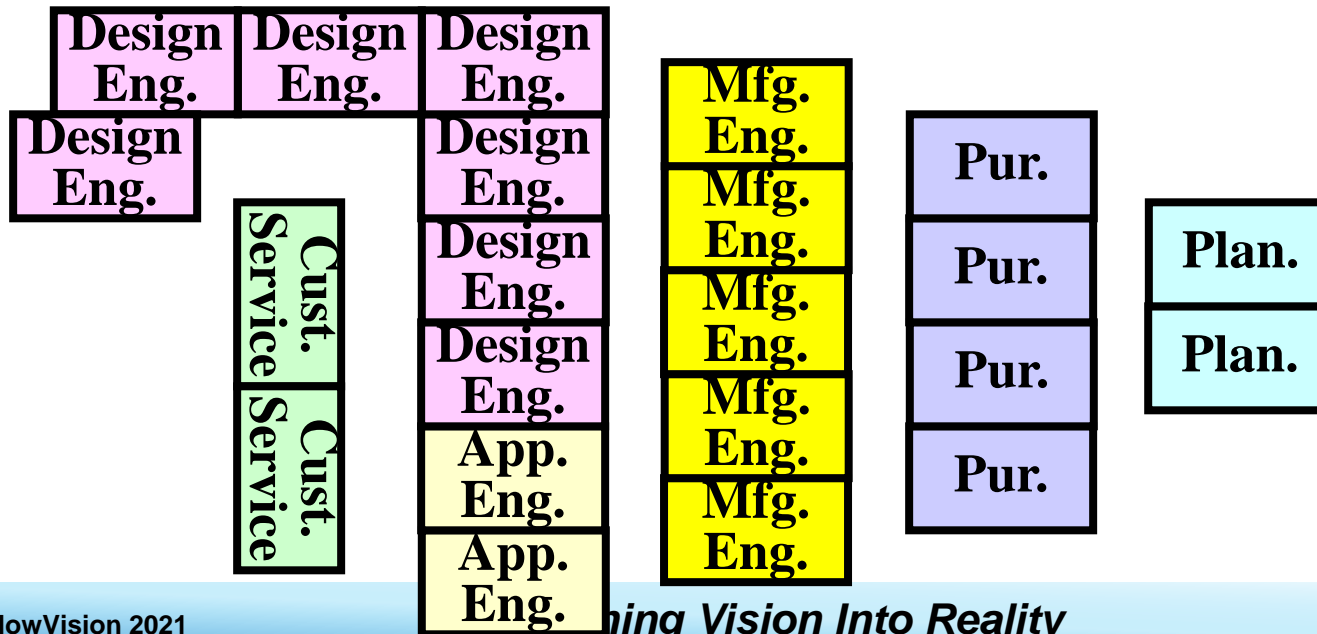 Design
Eng.
Design
Eng.
Design
Eng.
Design
Eng.
Design
Eng.
Design
Eng.
Design
Eng.
App.
Eng.
App.
Eng.
Cust.
Service
Cust.
Service
Mfg.
Eng.
Mfg.
Eng.
Mfg.
Eng.
Mfg.
Eng.
Mfg.
Eng.
Pur.
Pur.
Pur.
Pur.
Plan.
Plan.
lowVision 2021
ning Vision Into Reality